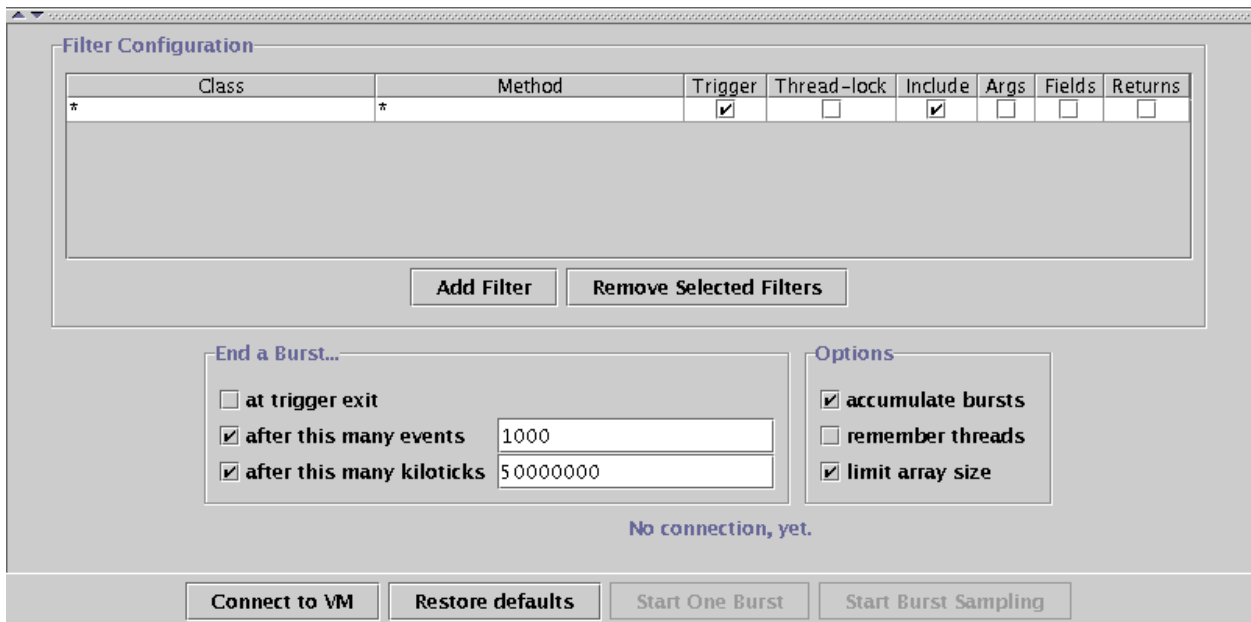 Filter Configuration
Class Method Trigger Thread-lock Include Args Fields Returns
* *
Add Filter Remove Selected Filters
End a Burst...
at trigger exit
after this many events 1000
after this many kiloticks 50000000
Options
accumulate bursts
remember threads
limit array size
No connection, yet.
Connect to VM Restore defaults Start One Burst Start Burst Sampling